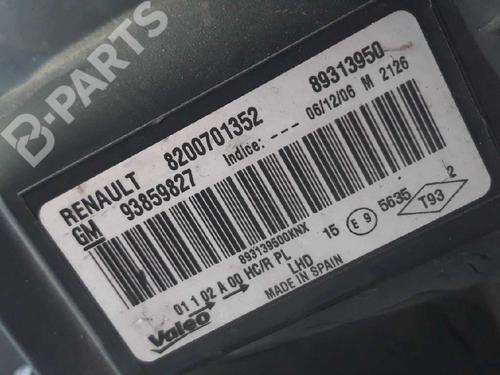 B-PARTS
RENAULT 8200701352 89313950
GM 93859827 Indice: --- 06/12/06 M 2126
893139500KNX 15 E 9 5635 T93 2
01 1 02 A 00 HC/R PL LHD
Valeo MADE IN SPAIN